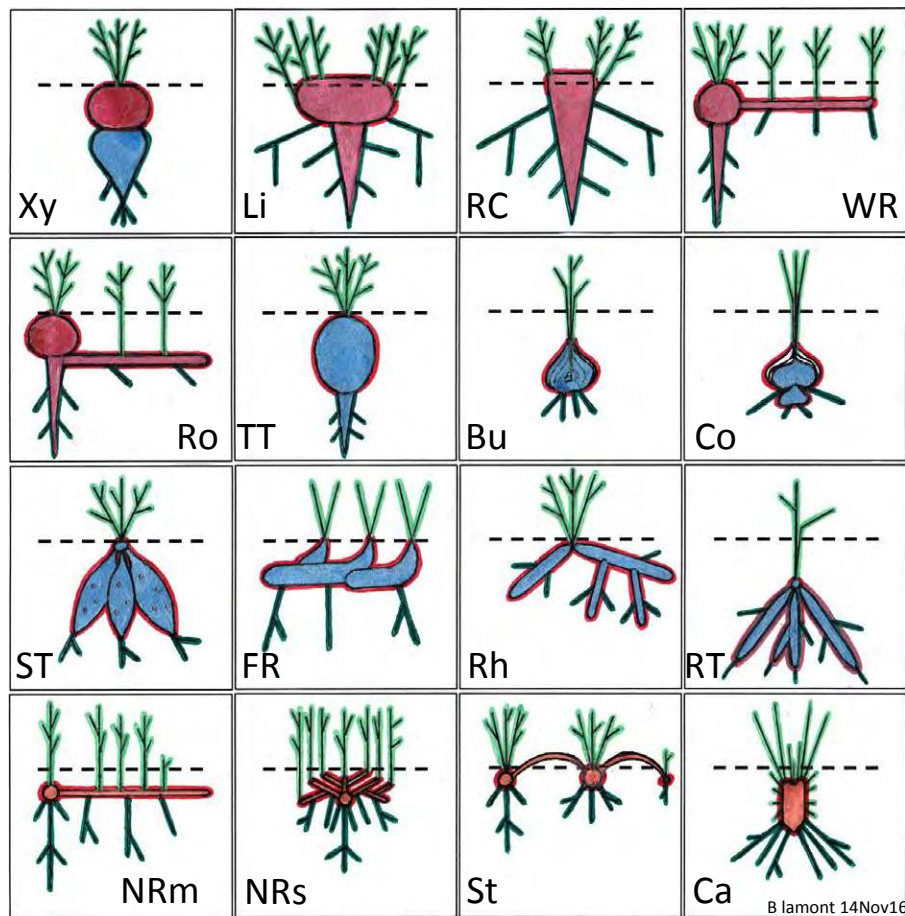 Xy
Li
RC
WR
Ro
TT
Bu
Co
ST
FR
Rh
RT
NRm
NRs
St
Ca
B lamont 14Nov16